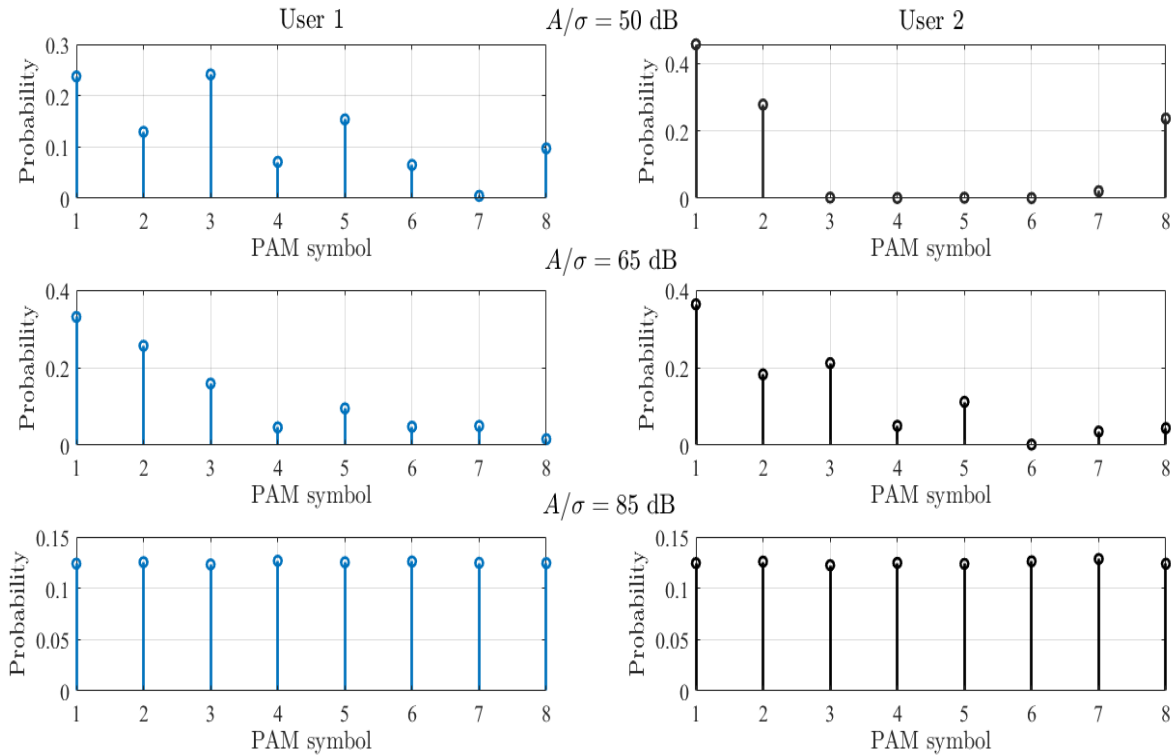 User 1
A/σ = 50 dB
User 2
Probability
0.3
0.2
0.1
0
1 2 3 4 5 6 7 8
PAM symbol
Probability
0.4
0.2
0
1 2 3 4 5 6 7 8
PAM symbol
A/σ = 65 dB
Probability
0.4
0.2
0
1 2 3 4 5 6 7 8
PAM symbol
Probability
0.4
0.2
0
1 2 3 4 5 6 7 8
PAM symbol
A/σ = 85 dB
Probability
0.15
0.1
0.05
0
1 2 3 4 5 6 7 8
PAM symbol
Probability
0.15
0.1
0.05
0
1 2 3 4 5 6 7 8
PAM symbol